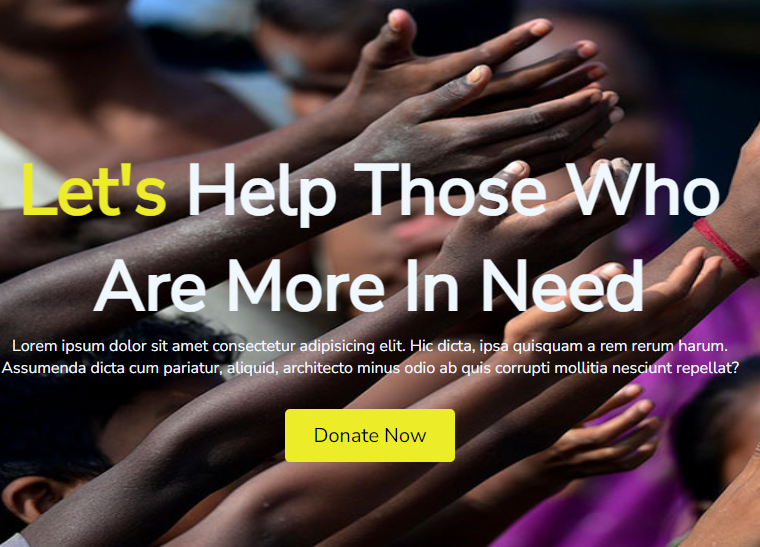 Let's Help Those Who
Are More In Need
Lorem ipsum dolor sit amet consectetur adipisicing elit. Hic dicta, ipsa quisquam a rem rerum harum.
Assumenda dicta cum pariatur, aliquid, architecto minus odio ab quis corrupti mollitia nesciunt repellat?
Donate Now